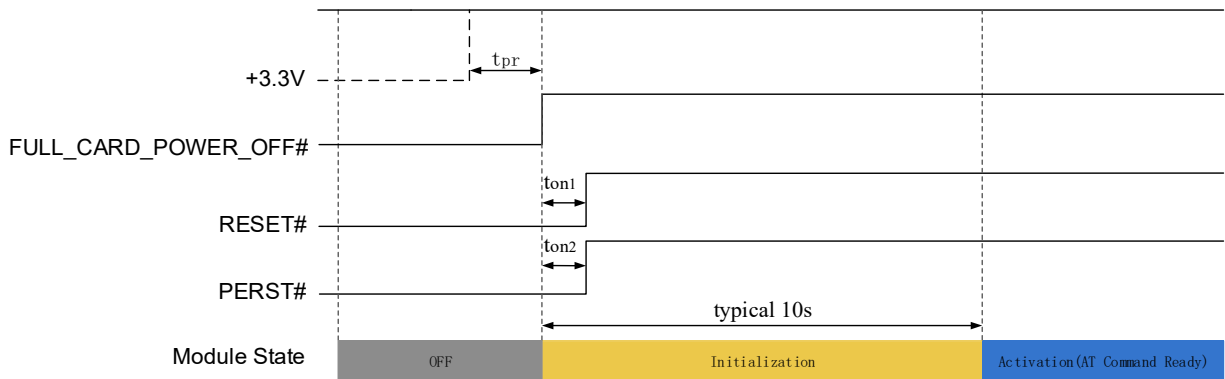 tpr
+3.3V
FULL_CARD_POWER_OFF#
ton1
RESET#
ton2
PERST#
typical 10s
Module State OFF Initialization Activation(AT Command Ready)